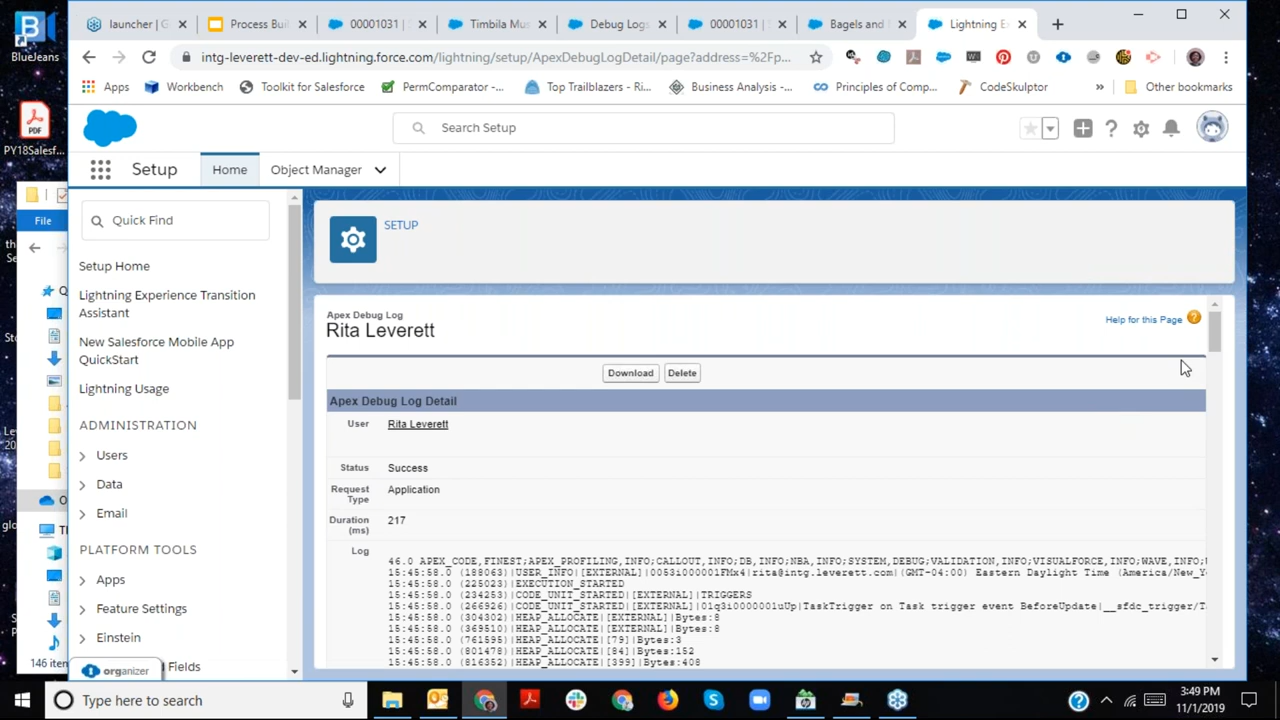 BlueJeans
PDF
PY18Salesf...
launcher | G
Process Buil
00001031 |
Timbila Mus
Debug Logs
00001031 | S
Bagels and
Lightning Ex
intg-leverett-dev-ed.lightning.force.com/lightning/setup/ApexDebugLogDetail/page?address=%2Fp...
Apps
Workbench
Toolkit for Salesforce
PermComparator -...
Top Trailblazers - Ri...
Business Analysis -...
Principles of Comp...
CodeSkulptor
»
Other bookmarks
Search Setup
Setup
Home
Object Manager
File
Quick Find
Setup Home
Lightning Experience Transition
Assistant
New Salesforce Mobile App
QuickStart
Lightning Usage
ADMINISTRATION
Users
Data
Email
PLATFORM TOOLS
Apps
Feature Settings
Einstein
d Fields
organizer
146 iten
SETUP
Apex Debug Log
Rita Leverett
Help for this Page
Download
Delete
Apex Debug Log Detail
User
Rita Leverett
Status
Success
Request
Type
Application
Duration
(ms)
217
Log
46.0 APEX_CODE,FINEST;APEX_PROFILING,INFO;CALLOUT,INFO;DB,INFO;NBA,INFO;SYSTEM,DEBUG;VALIDATION,INFO;VISUALFORCE,INFO;WAVE,INFO;
15:45:58.0 (188063)|USER_INFO|[EXTERNAL]|0053i000001FMx4|rita@intg.leverett.com|(GMT-04:00) Eastern Daylight Time (America/New_Yo
15:45:58.0 (225023)|EXECUTION_STARTED
15:45:58.0 (234253)|CODE_UNIT_STARTED|[EXTERNAL]|TRIGGERS
15:45:58.0 (266926)|CODE_UNIT_STARTED|[EXTERNAL]|01q3i0000001uUp|TaskTrigger on Task trigger event BeforeUpdate|__sfdc_trigger/T
15:45:58.0 (304302)|HEAP_ALLOCATE|[EXTERNAL]|Bytes:8
15:45:58.0 (369510)|HEAP_ALLOCATE|[EXTERNAL]|Bytes:8
15:45:58.0 (761595)|HEAP_ALLOCATE|[79]|Bytes:3
15:45:58.0 (801478)|HEAP_ALLOCATE|[84]|Bytes:152
15:45:58.0 (816352)|HEAP_ALLOCATE|[399]|Bytes:408
Type here to search
3:49 PM
11/1/2019